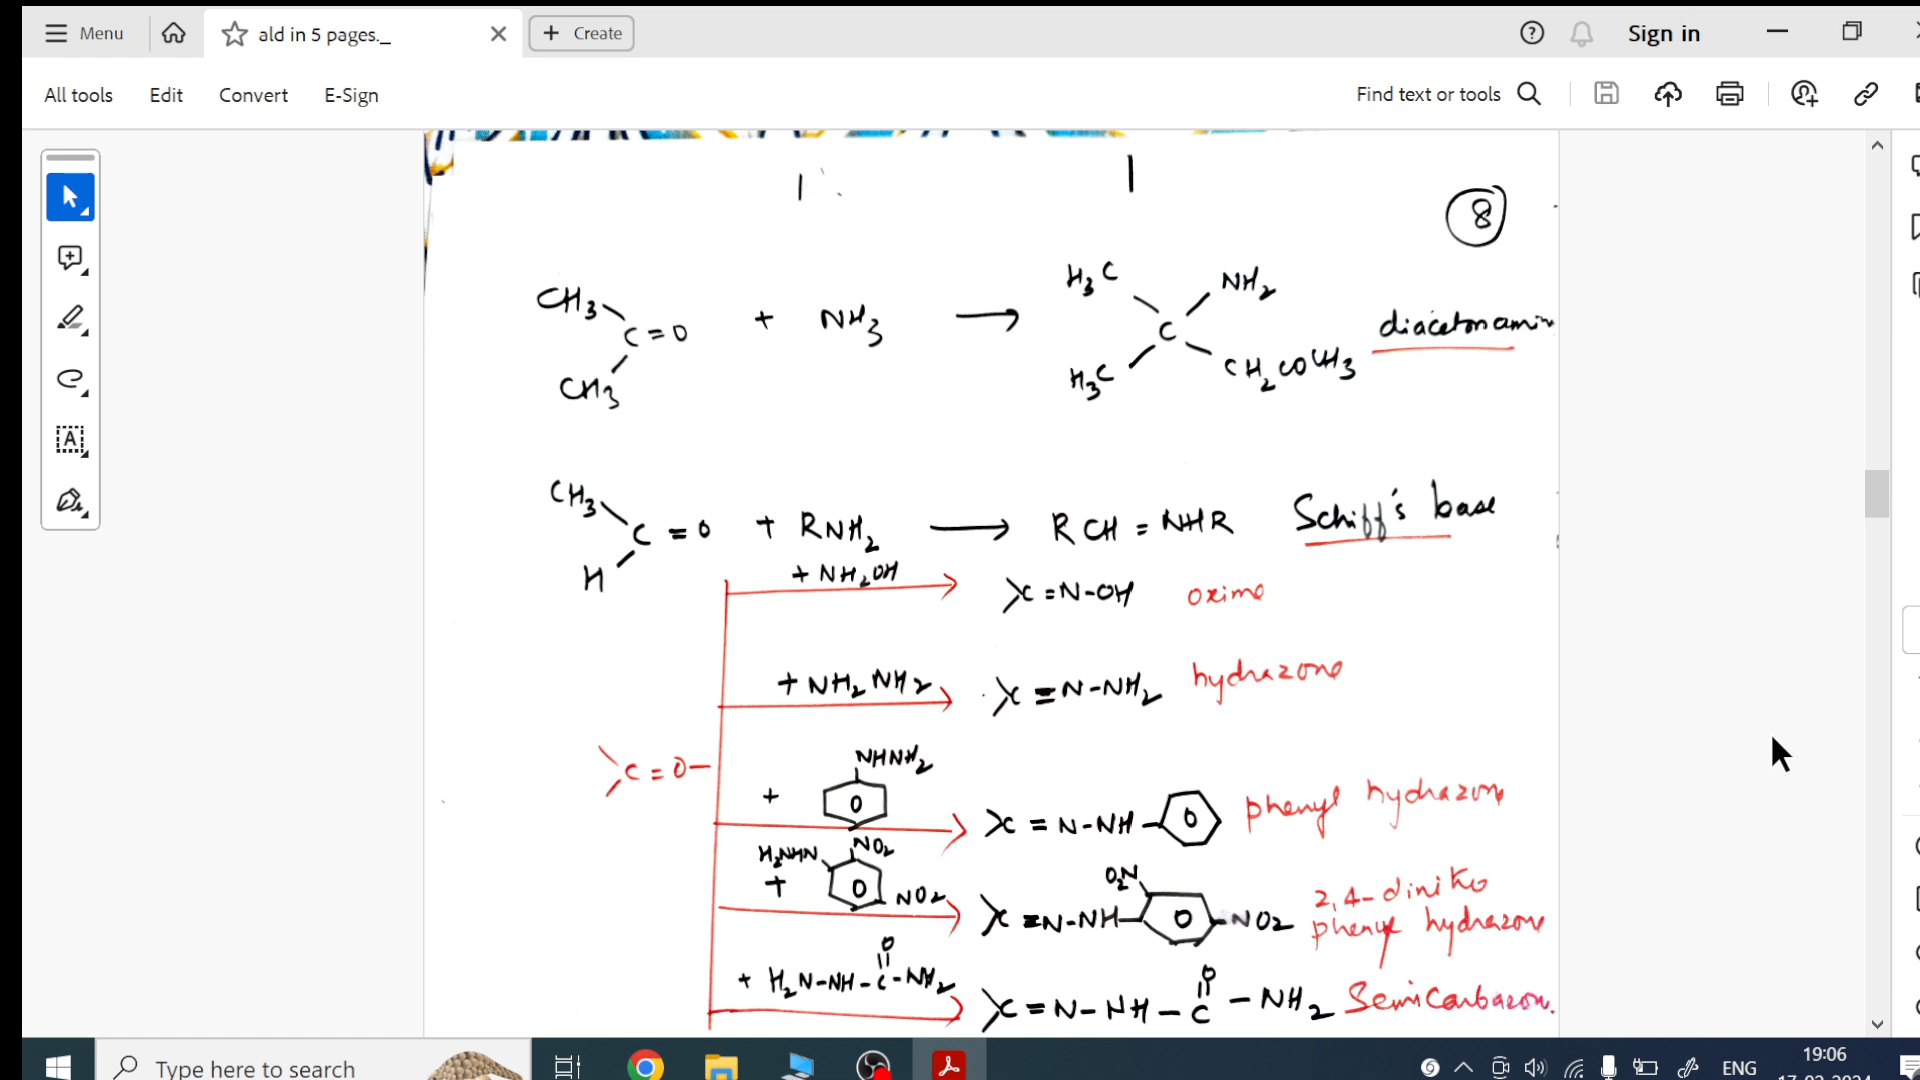 Menu
ald in 5 pages._
Create
Sign in
All tools
Edit
Convert
E-Sign
Find text or tools
8
CH3
C=O
CH3
+ NH3
H3C
NH2
C
H3C
CH2COCH3
diacetonamin
CH3
C=O
H
+ RNH2
RCH=NHR
Schiff's base
+ NH2OH
C=N-OH
oxime
+ NH2NH2
C=N-NH2
hydrazone
C=O
NHNH2
+
C=N-NH
phenyl hydrazone
H2NHN
NO2
+
NO2
C=N-NH
O2N
NO2
2,4-dinitro
phenyl hydrazone
+ H2N-NH-C-NH2
O
C=N-NH-C-NH2
O
Semicarbazon.
Type here to search
ENG
19:06